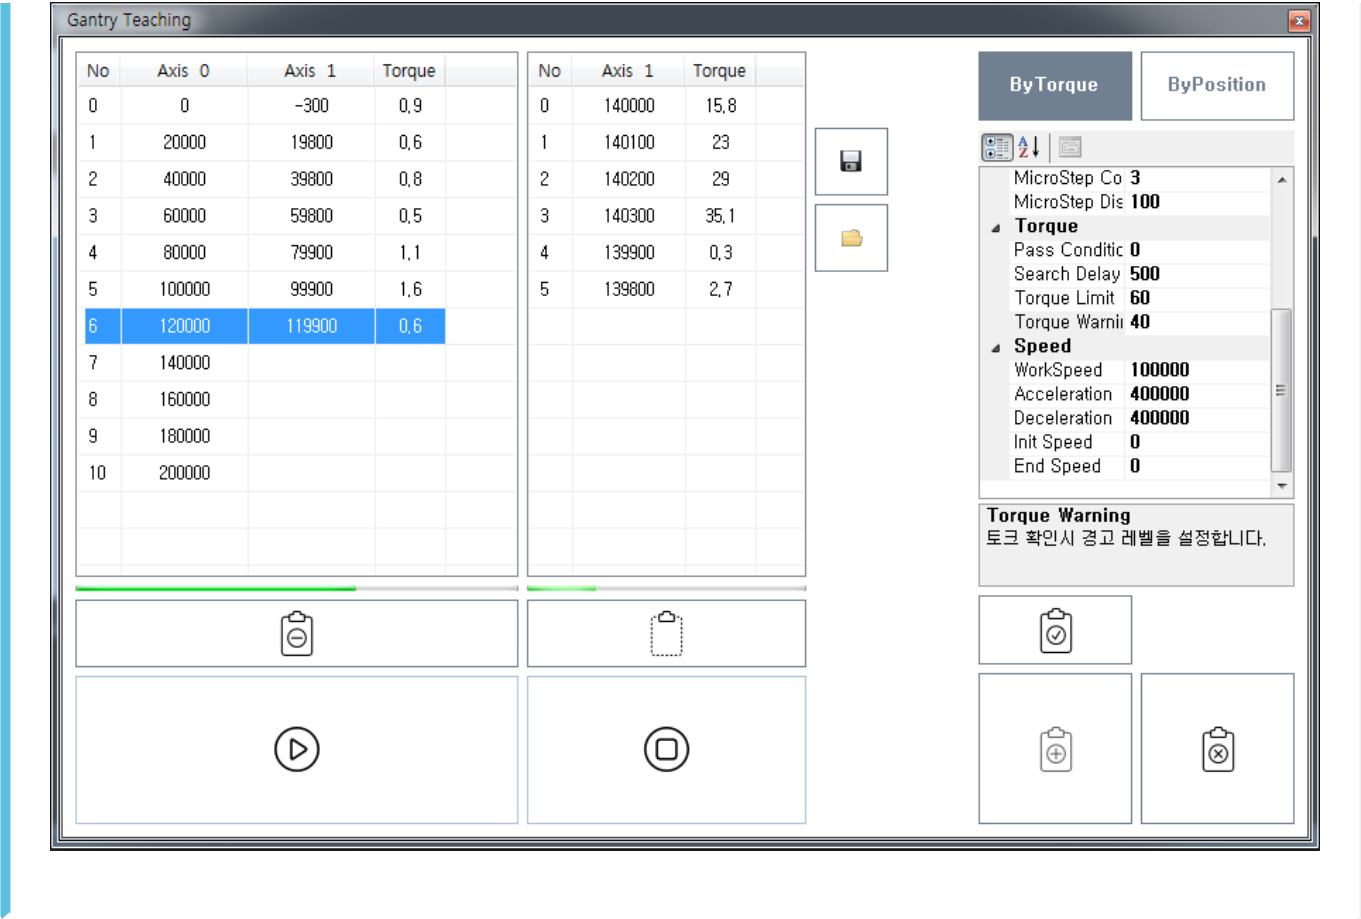 Gantry Teaching
No Axis 0 Axis 1 Torque
0 0 -300 0,9
1 20000 19800 0,6
2 40000 39800 0,8
3 60000 59800 0,5
4 80000 79900 1,1
5 100000 99900 1,6
6 120000 119900 0,6
7 140000
8 160000
9 180000
10 200000
No Axis 1 Torque
0 140000 15,8
1 140100 23
2 140200 29
3 140300 35,1
4 139900 0,3
5 139800 2,7
ByTorque ByPosition
MicroStep Co 3
MicroStep Dis 100
Torque
Pass Conditic 0
Search Delay 500
Torque Limit 60
Torque Warnii 40
Speed
WorkSpeed 100000
Acceleration 400000
Deceleration 400000
Init Speed 0
End Speed 0
Torque Warning
토크 확인시 경고 레벨을 설정합니다.